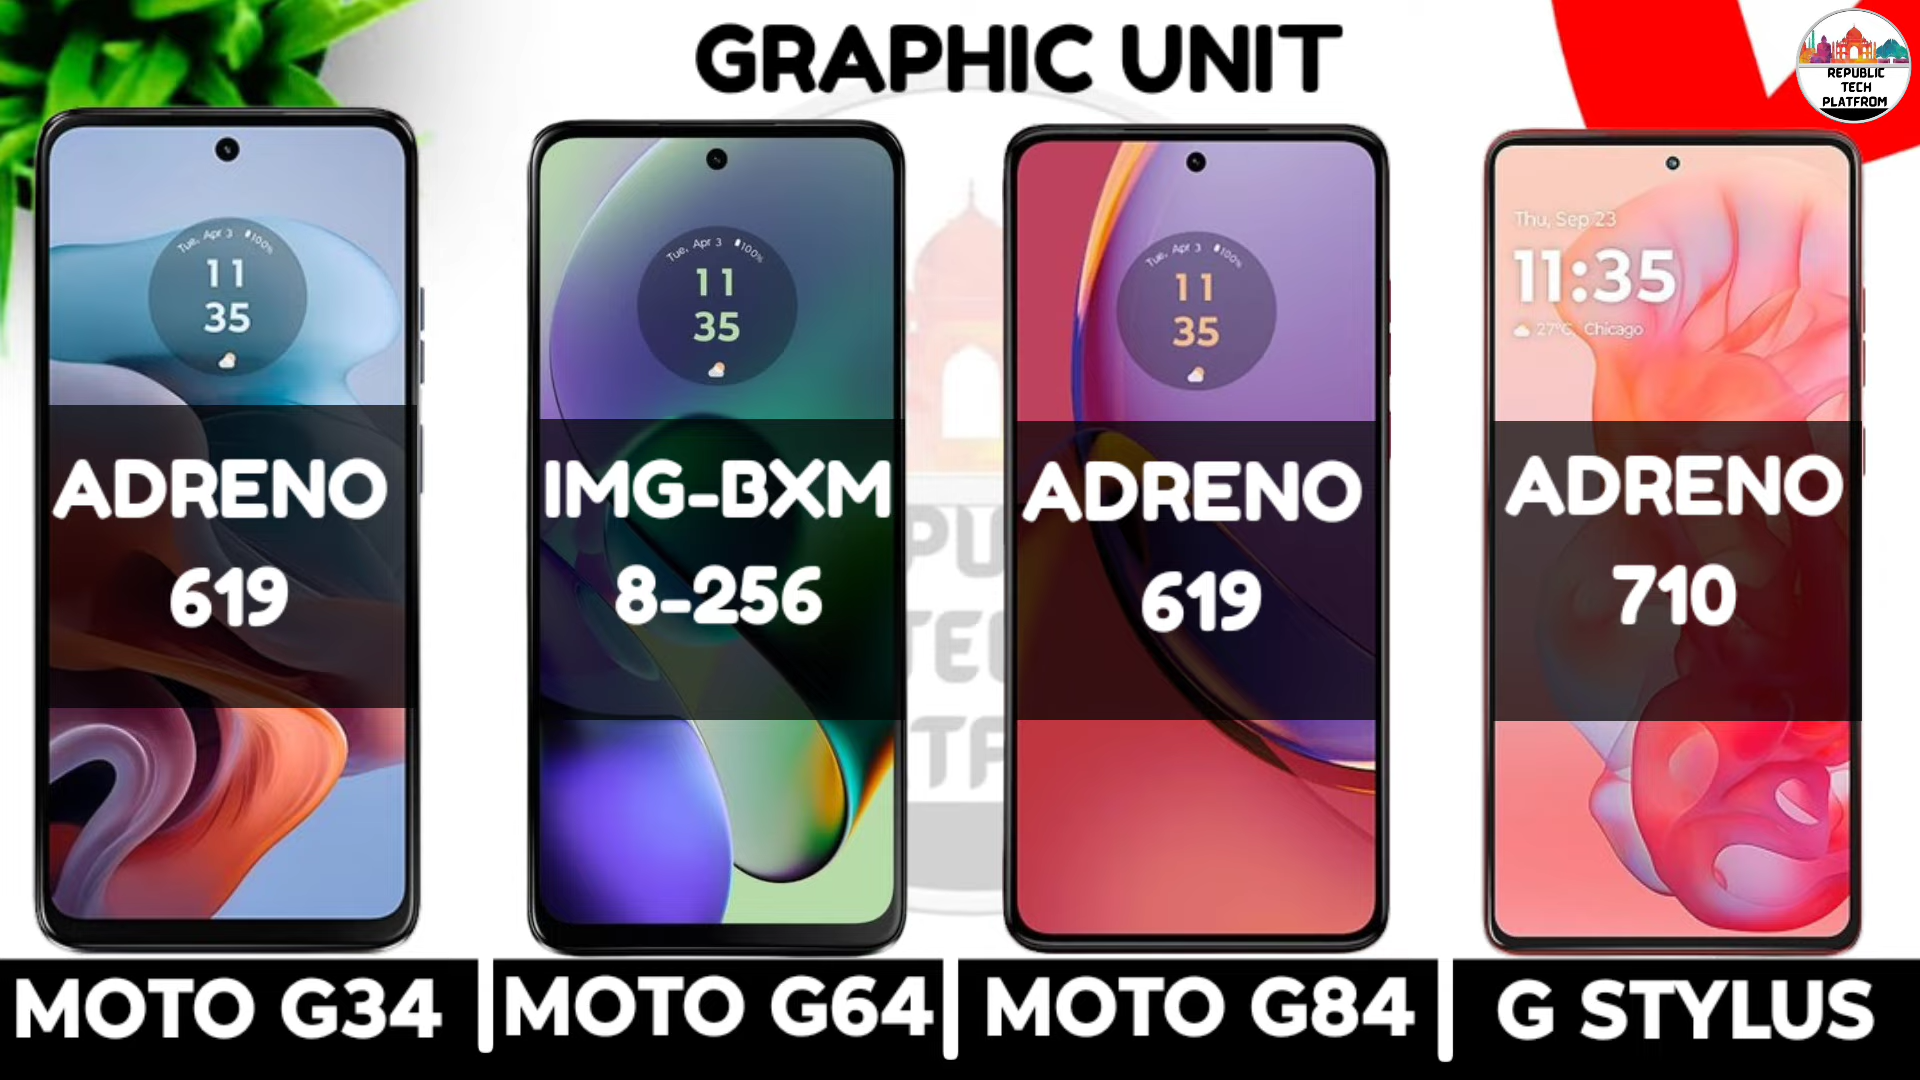 GRAPHIC UNIT
REPUBLIC
TECH
PLATFROM
Tue, Apr 3 100%
11
35
ADRENO
619
MOTO G34
Tue, Apr 3 100%
11
35
IMG-BXM
8-256
MOTO G64
Tue, Apr 3 100%
11
35
ADRENO
619
MOTO G84
Thu, Sep 23
11:35
27°C Chicago
ADRENO
710
G STYLUS